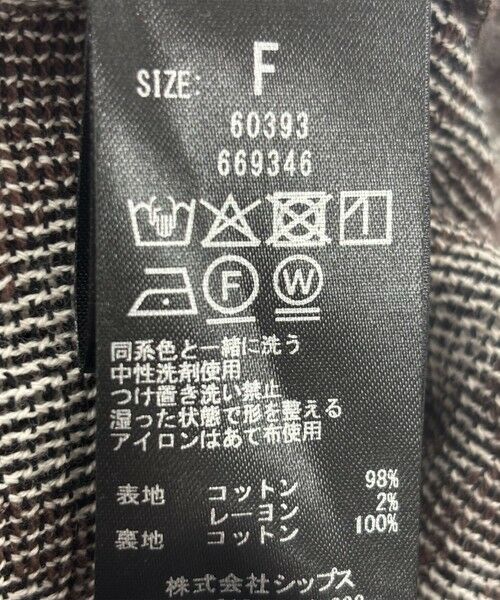 SIZE: F
60393
669346
F W
同系色と一緒に洗う
中性洗剤使用
つけ置き洗い禁止
湿った状態で形を整える
アイロンはあて布使用
表地 コットン 98%
レーヨン 2%
裏地 コットン 100%
株式会社シップス